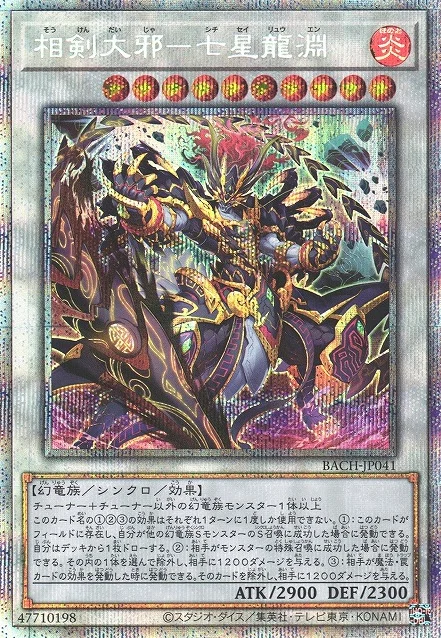 相剣大邪－七星龍淵
炎
BACH-JP041
【幻竜族／シンクロ／効果】
チューナー＋チューナー以外の幻竜族モンスター1体以上
このカード名の①②③の効果はそれぞれ1ターンに1度しか使用できない。①：このカードが
フィールドに存在し、自分が他の幻竜族SモンスターのS召喚に成功した場合に発動できる。
自分はデッキから1枚ドローする。②：相手がモンスターの特殊召喚に成功した場合に発動
できる。その内の1体を選んで除外し、相手に1200ダメージを与える。③：相手が魔法・罠
カードの効果を発動した時に発動できる。そのカードを除外し、相手に1200ダメージを与える。
ATK/2900 DEF/2300
47710198
©スタジオ・ダイス／集英社・テレビ東京・KONAMI